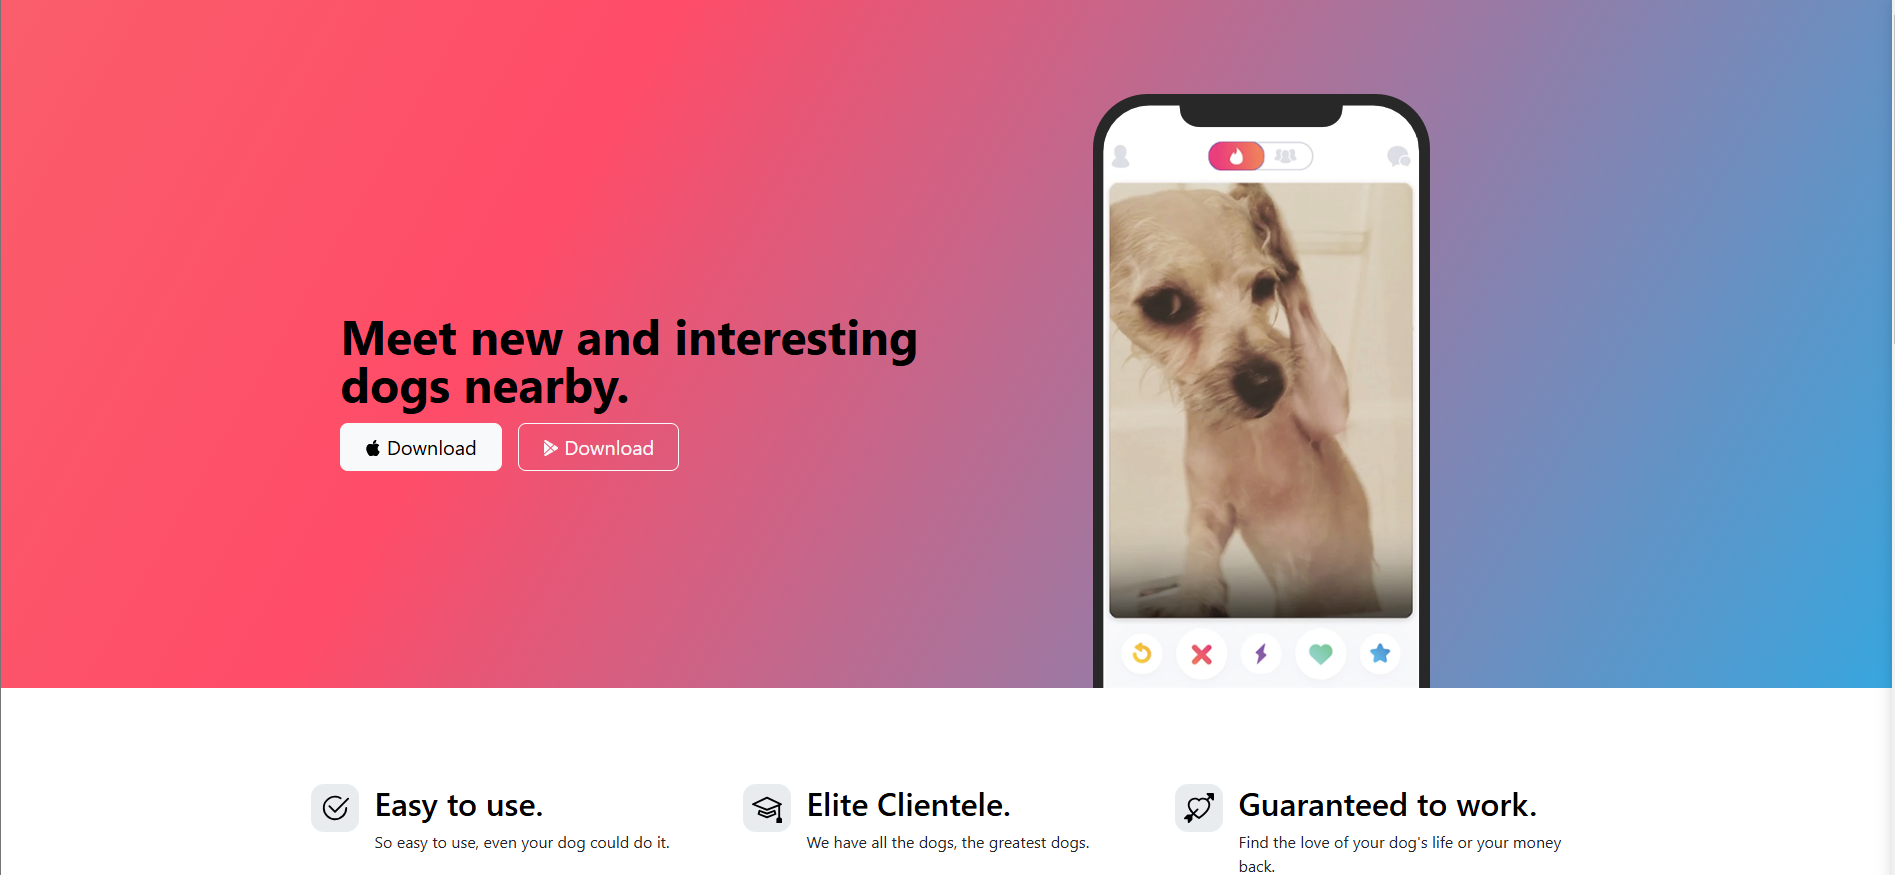 Meet new and interesting
dogs nearby.
Download
Download
Easy to use.
So easy to use, even your dog could do it.
Elite Clientele.
We have all the dogs, the greatest dogs.
Guaranteed to work.
Find the love of your dog's life or your money
back.